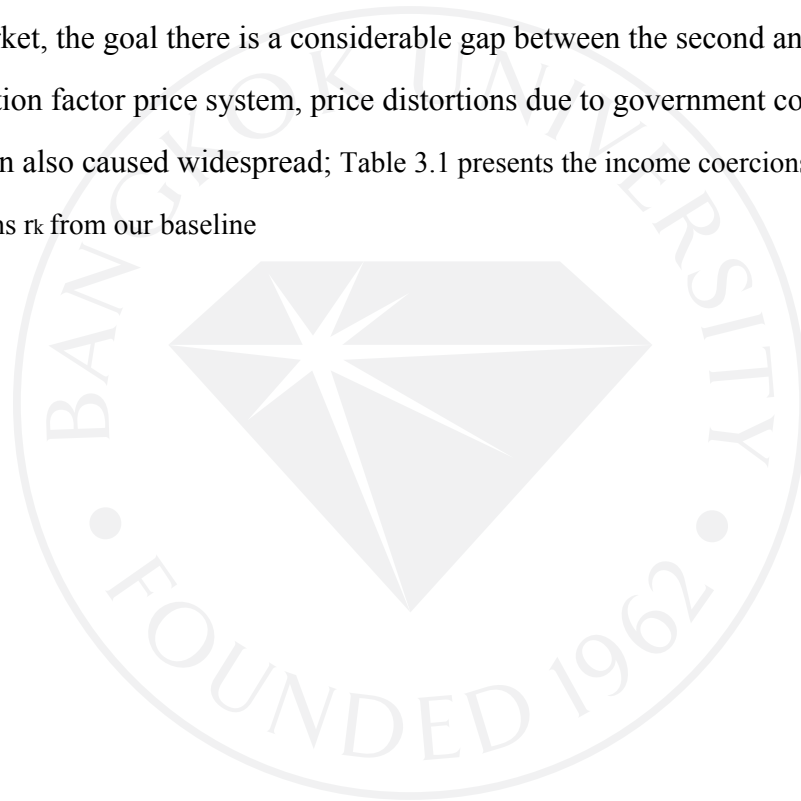 rket, the goal there is a considerable gap between the second an
tion factor price system, price distortions due to government co
n also caused widespread; Table 3.1 presents the income coercions
ns rk from our baseline
BANGKOK UNIVERSITY
FOUNDED 1962